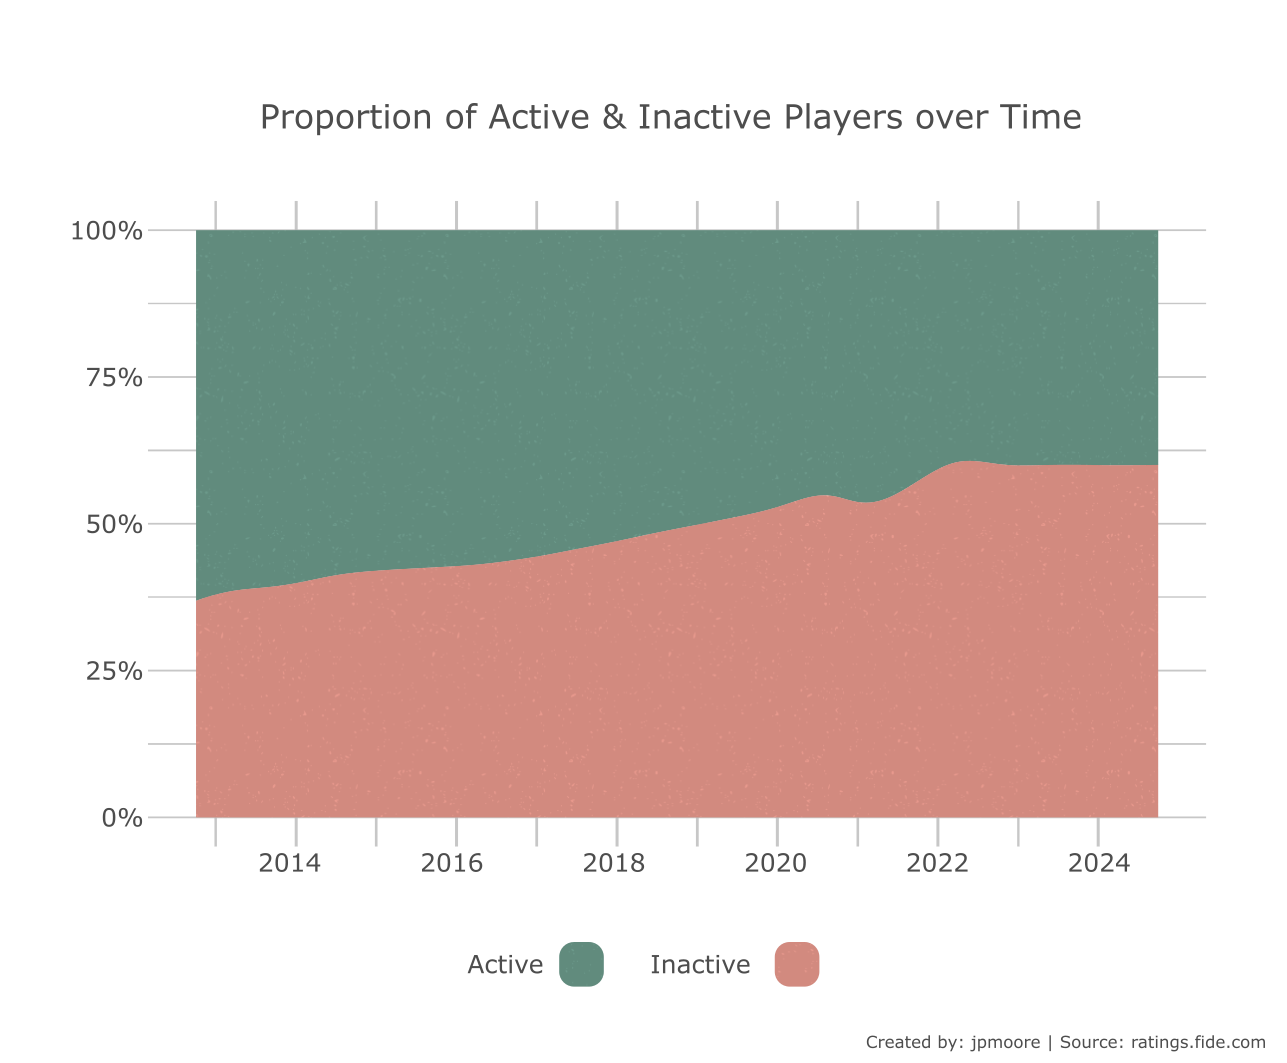 Proportion of Active & Inactive Players over Time
100%
75%
50%
25%
0%
2014 2016 2018 2020 2022 2024
Active Inactive
Created by: jpmoore | Source: ratings.fide.com